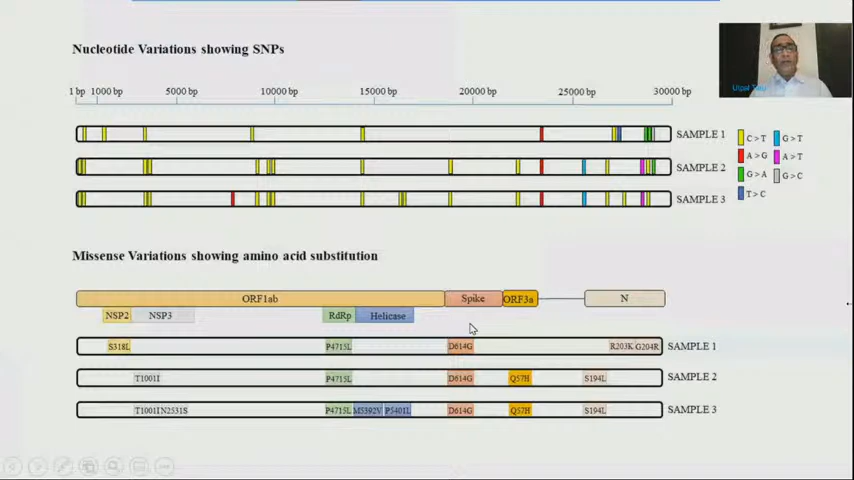 Nucleotide Variations showing SNPs
1 bp 1000 bp 5000 bp 10000 bp 15000 bp 20000 bp 25000 bp 30000 bp
SAMPLE 1
SAMPLE 2
SAMPLE 3
C > T G > T
A > G A > T
G > A G > C
T > C
Missense Variations showing amino acid substitution
ORF1ab Spike ORF3a N
NSP2 NSP3 RdRp Helicase
S318L P4715L D614G R203K G204R SAMPLE 1
T1001I P4715L D614G Q57H S194L SAMPLE 2
T1001I N2531S P4715L M5392V P5401L D614G Q57H S194L SAMPLE 3